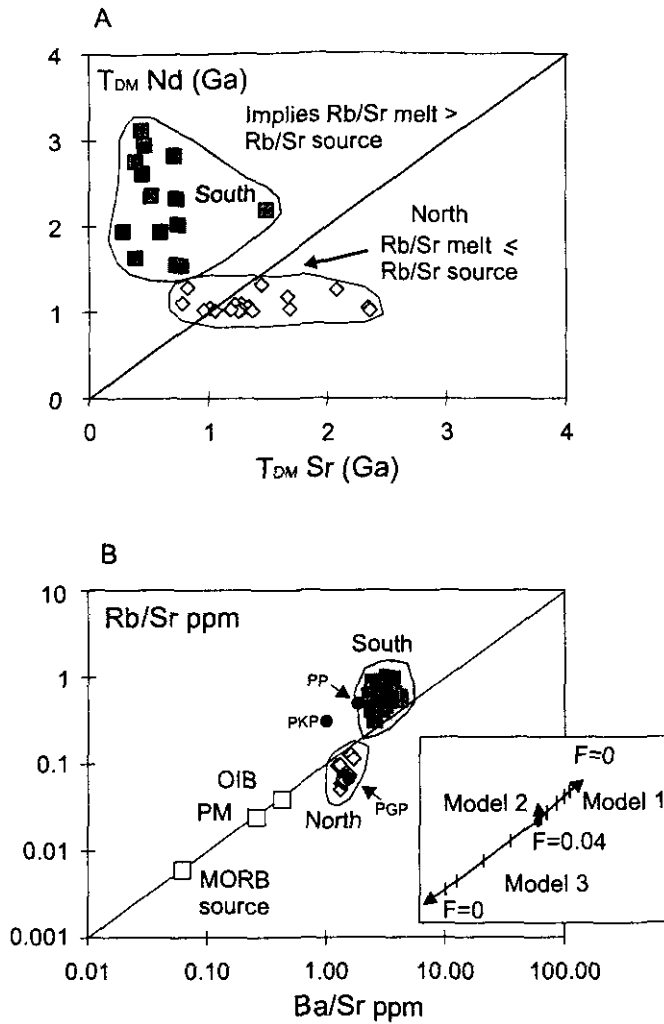 A
T_DM Nd (Ga)
Implies Rb/Sr melt >
Rb/Sr source
South
North
Rb/Sr melt ≤
Rb/Sr source
4
3
2
1
0
0 1 2 3 4
T_DM Sr (Ga)
B
Rb/Sr ppm
South
PP
PKP
OIB
PM
North
PGP
MORB
source
10
1
0.1
0.01
0.001
0.01 0.10 1.00 10.00 100.00
Ba/Sr ppm
F=0
Model 2
Model 1
F=0.04
Model 3
F=0